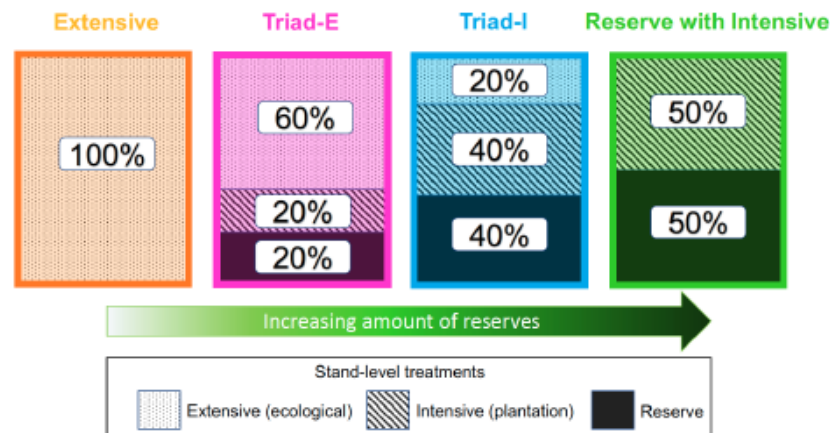 Extensive
Triad-E
Triad-I
Reserve with Intensive
100%
60%
20%
20%
20%
40%
40%
50%
50%
Increasing amount of reserves
Stand-level treatments
Extensive (ecological)
Intensive (plantation)
Reserve